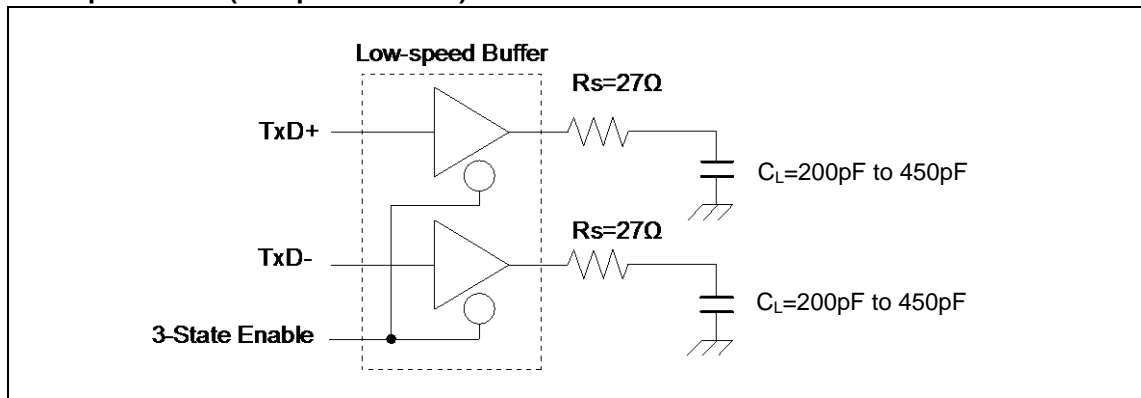 Low-speed Buffer
Rs=27Ω
TxD+
CL=200pF to 450pF
Rs=27Ω
TxD-
CL=200pF to 450pF
3-State Enable